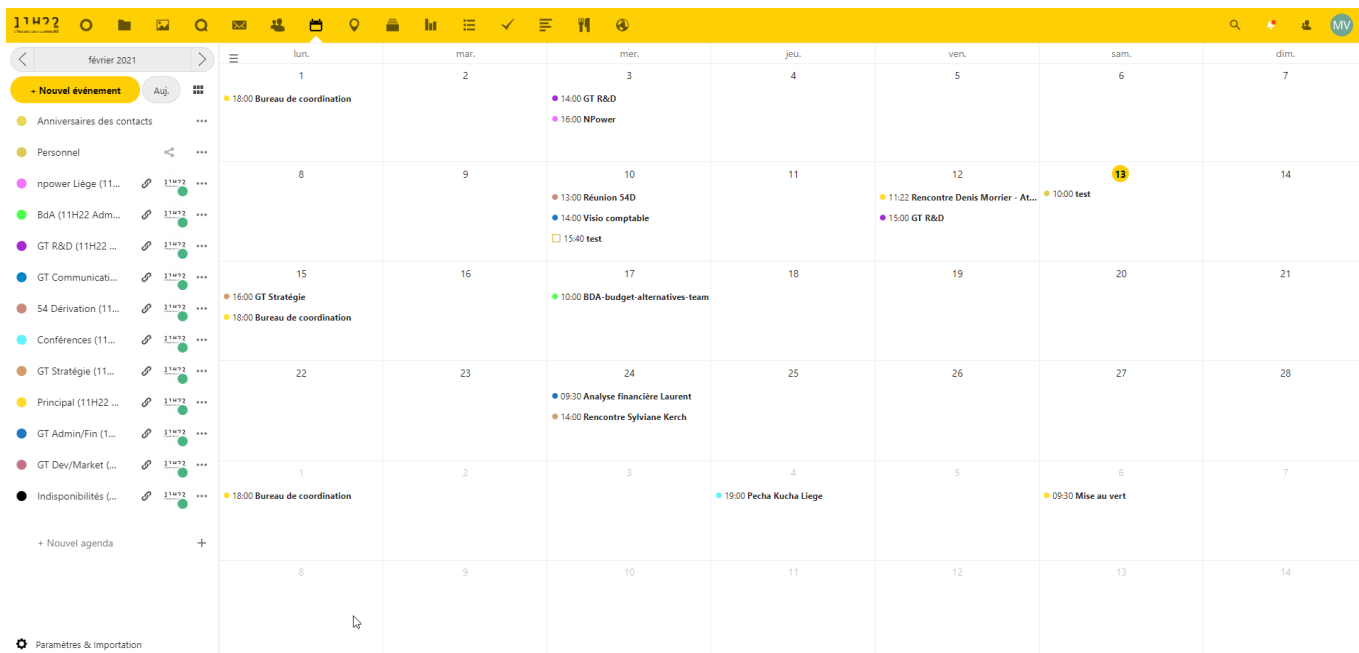 11H22
MV
février 2021
+ Nouvel événement
Auj.
Anniversaires des contacts
Personnel
npower Liège (11...
BdA (11H22 Adm...
GT R&D (11H22 ...
GT Communicati...
54 Dérivation (11...
Conférences (11...
GT Stratégie (11...
Principal (11H22 ...
GT Admin/Fin (1...
GT Dev/Market (...
Indisponibilités (...
+ Nouvel agenda
Paramètres & Importation
lun. mar. mer. jeu. ven. sam. dim.
1 2 3 4 5 6 7
18:00 Bureau de coordination
14:00 GT R&D
16:00 NPower
8 9 10 11 12 13 14
13:00 Réunion 54D
14:00 Visio comptable
15:40 test
11:22 Rencontre Denis Morrier - At...
15:00 GT R&D
10:00 test
15 16 17 18 19 20 21
16:00 GT Stratégie
18:00 Bureau de coordination
10:00 BDA-budget-alternatives-team
22 23 24 25 26 27 28
09:30 Analyse financière Laurent
14:00 Rencontre Sylviane Kerch
1 2 3 4 5 6 7
18:00 Bureau de coordination
19:00 Pecha Kucha Liege
09:30 Mise au vert
8 9 10 11 12 13 14